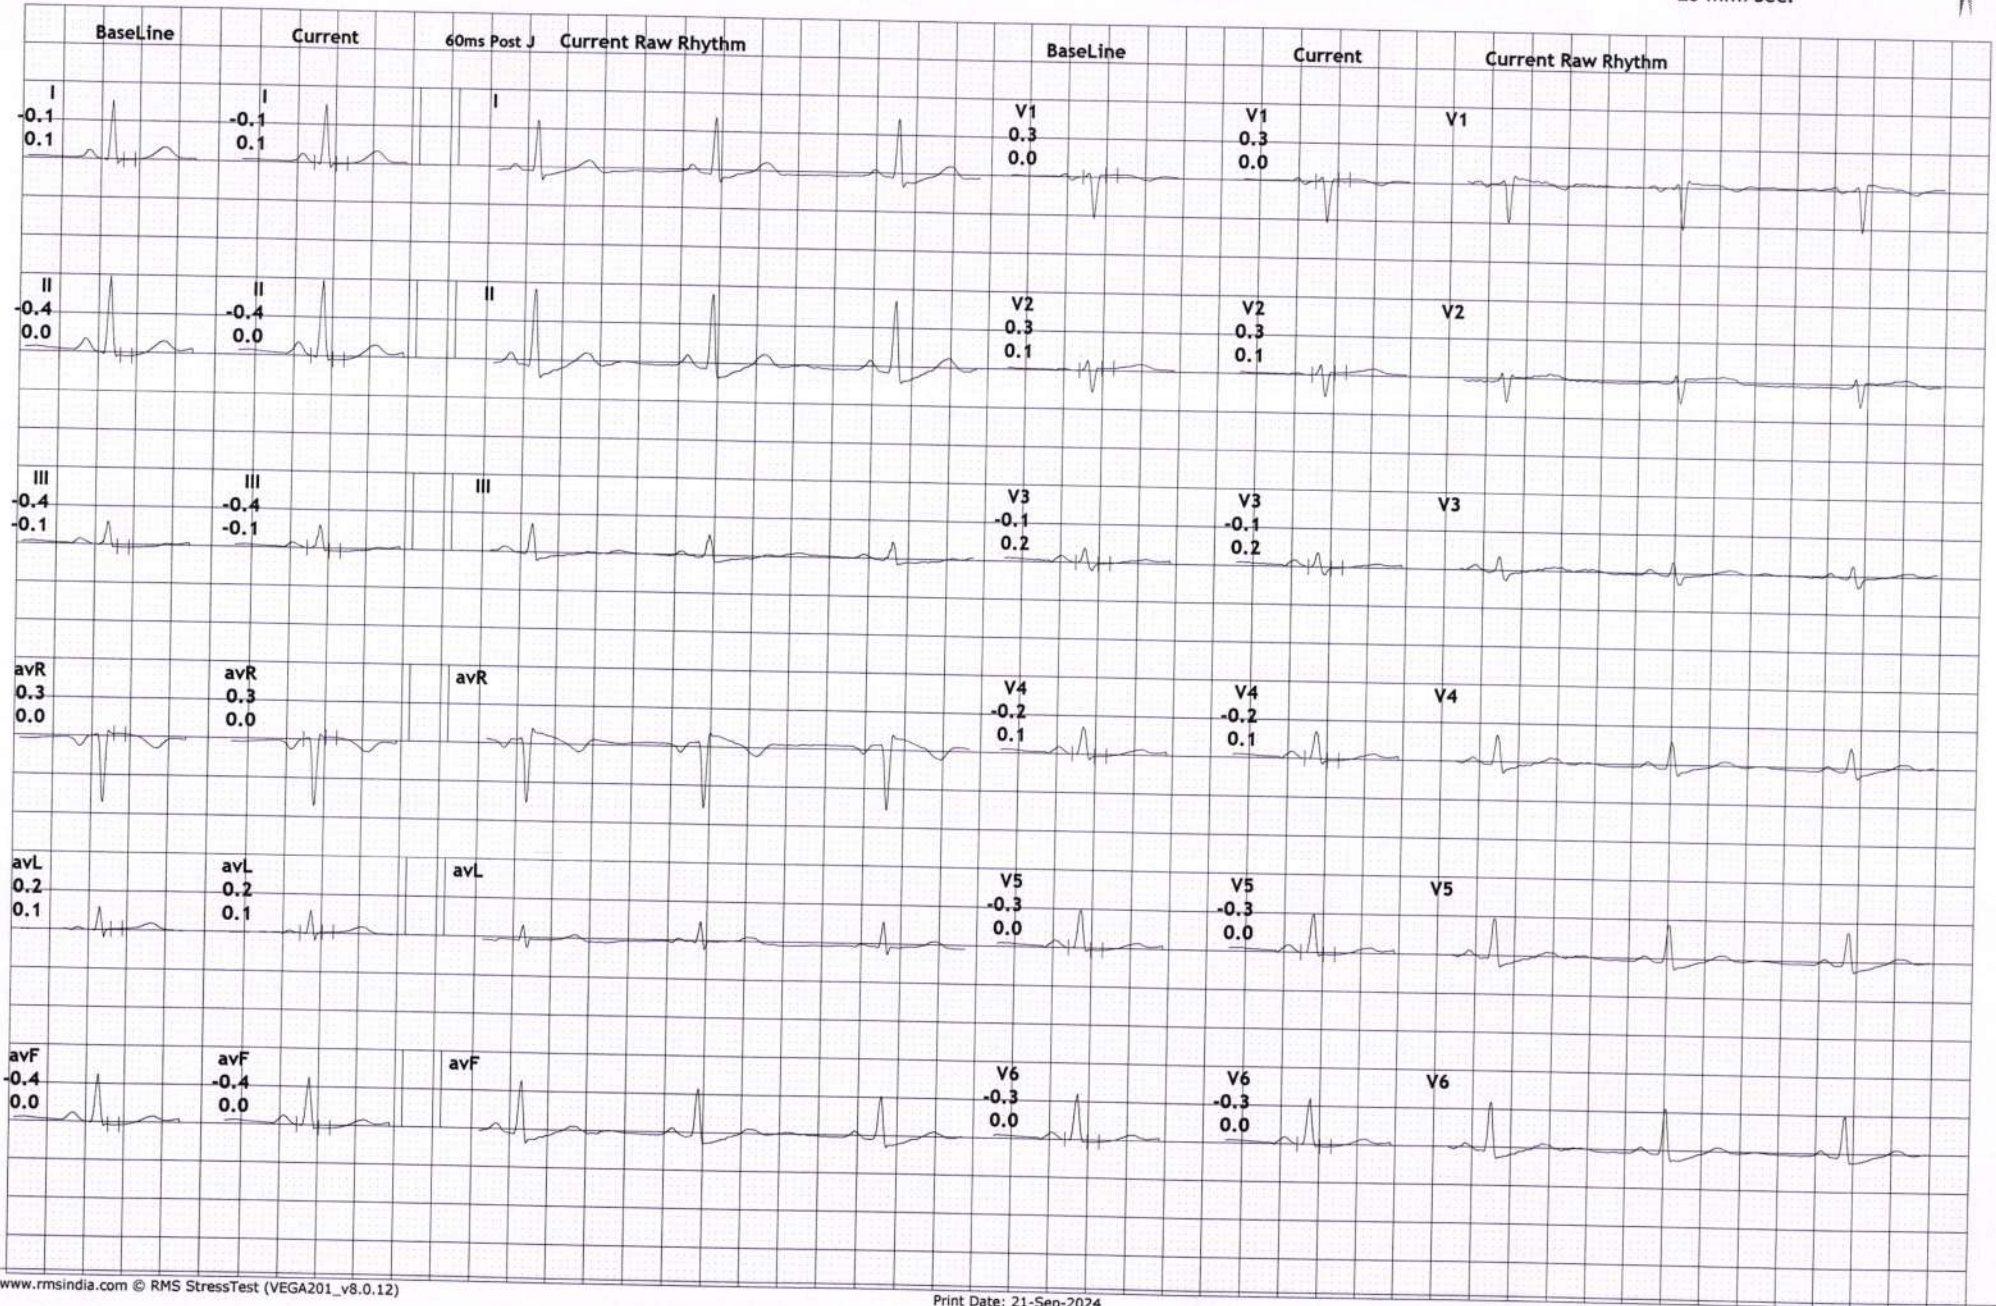 BaseLine Current 60ms Post J Current Raw Rhythm BaseLine Current Current Raw Rhythm
I I I V1 V1 V1
-0.1 -0.1 0.3 0.3
0.1 0.1 0.0 0.0
II II II V2 V2 V2
-0.4 -0.4 0.3 0.3
0.0 0.0 0.1 0.1
III III III V3 V3 V3
-0.4 -0.4 -0.1 -0.1
-0.1 -0.1 0.2 0.2
avR avR avR V4 V4 V4
0.3 0.3 -0.2 -0.2
0.0 0.0 0.1 0.1
avL avL avL V5 V5 V5
0.2 0.2 -0.3 -0.3
0.1 0.1 0.0 0.0
avF avF avF V6 V6 V6
-0.4 -0.4 -0.3 -0.3
0.0 0.0 0.0 0.0
www.rmsindia.com © RMS StressTest (VEGA201_v8.0.12)
Print Date: 21-Sep-2024